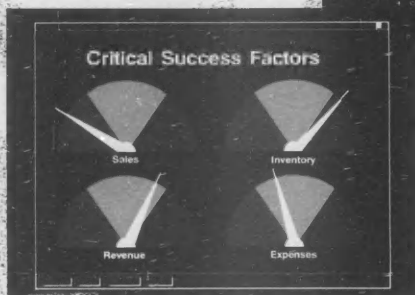 Critical Success Factors
Sales
Inventory
Revenue
Expenses